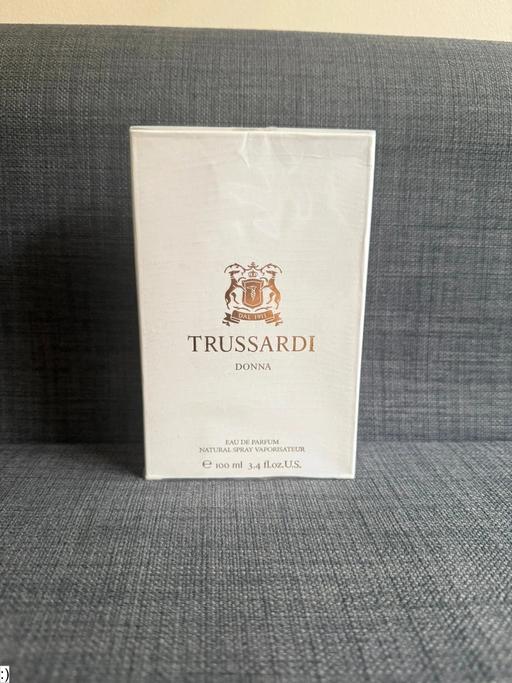 DAL 1911
TRUSSARDI
DONNA
EAU DE PARFUM
NATURAL SPRAY VAPORISATEUR
℮ 100 ml 3.4 fl.oz.U.S.
:)